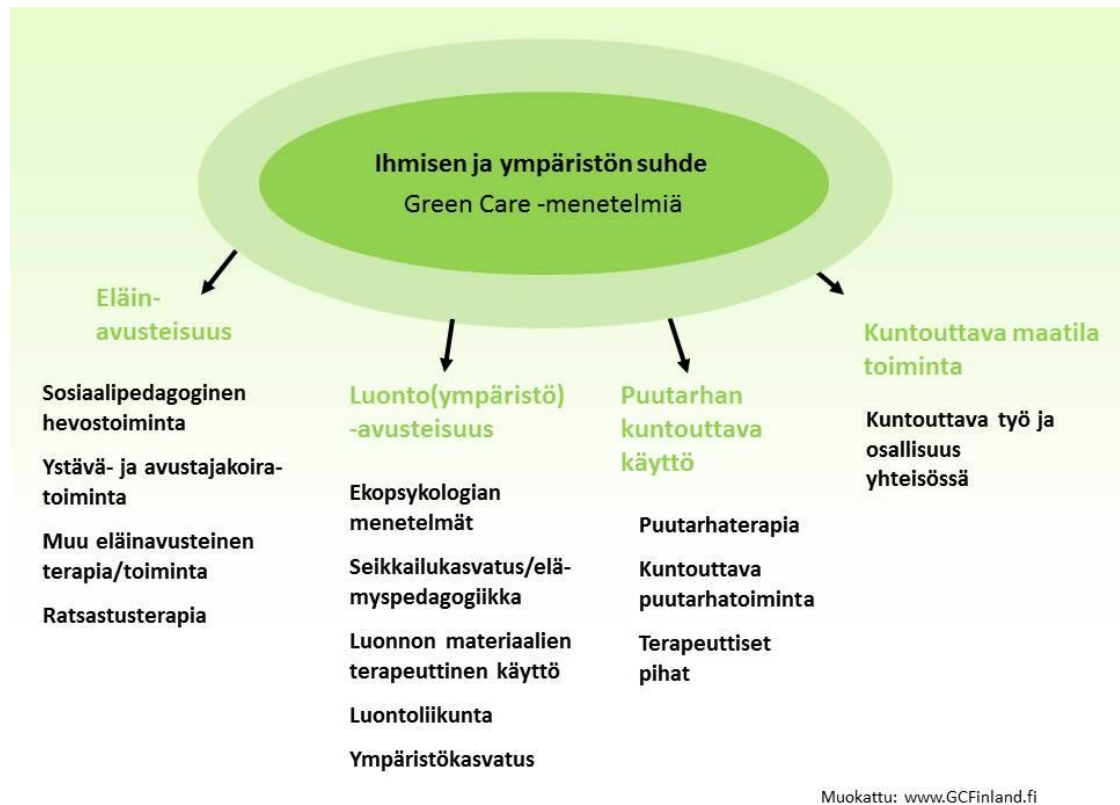 Ihmisen ja ympäristön suhde
Green Care -menetelmiä
Eläin-
avusteisuus
Sosiaalipedagoginen
hevostoiminta
Ystävä- ja avustajakoira-
toiminta
Muu eläinavusteinen
terapia/toiminta
Ratsastusterapia
Luonto(ympäristö)
-avusteisuus
Ekopsykologian
menetelmät
Seikkailukasvatus/elä-
myspedagogiikka
Luonnon materiaalien
terapeuttinen käyttö
Luontoliikunta
Ympäristökasvatus
Puutarhan
kuntouttava
käyttö
Puutarhaterapia
Kuntouttava
puutarhatoiminta
Terapeuttiset
pihat
Kuntouttava maatila
toiminta
Kuntouttava työ ja
osallisuus
yhteisössä
Muokattu: www.GCFinland.fi